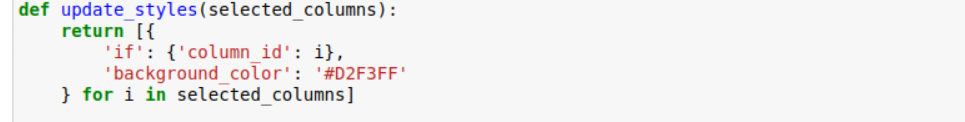 def update_styles(selected_columns):
    return [{
        'if': {'column_id': i},
        'background_color': '#D2F3FF'
    } for i in selected_columns]